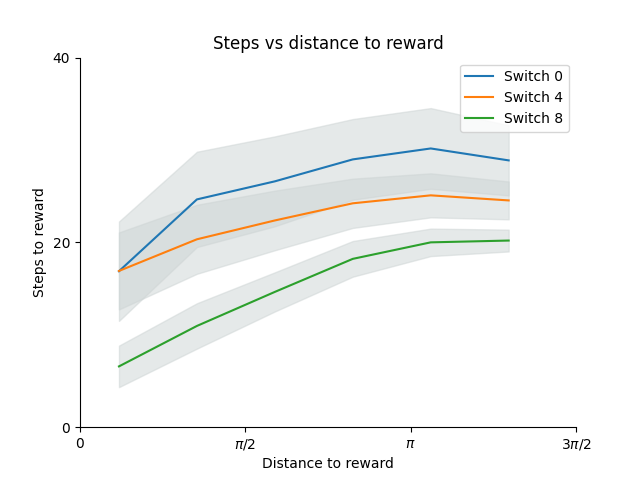 Steps vs distance to reward
Switch 0
Switch 4
Switch 8
40
20
0
Steps to reward
0 π/2 π 3π/2
Distance to reward